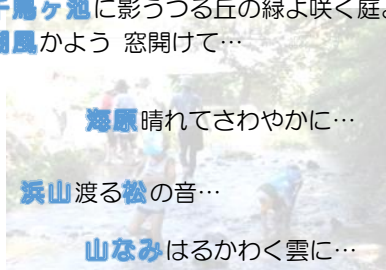 千鳥ヶ池に影うつる丘の緑よ咲く庭よ
潮風かよう 窓開けて…
海原晴れてさわやかに…
浜山渡る松の音…
山なみはるかわく雲に…